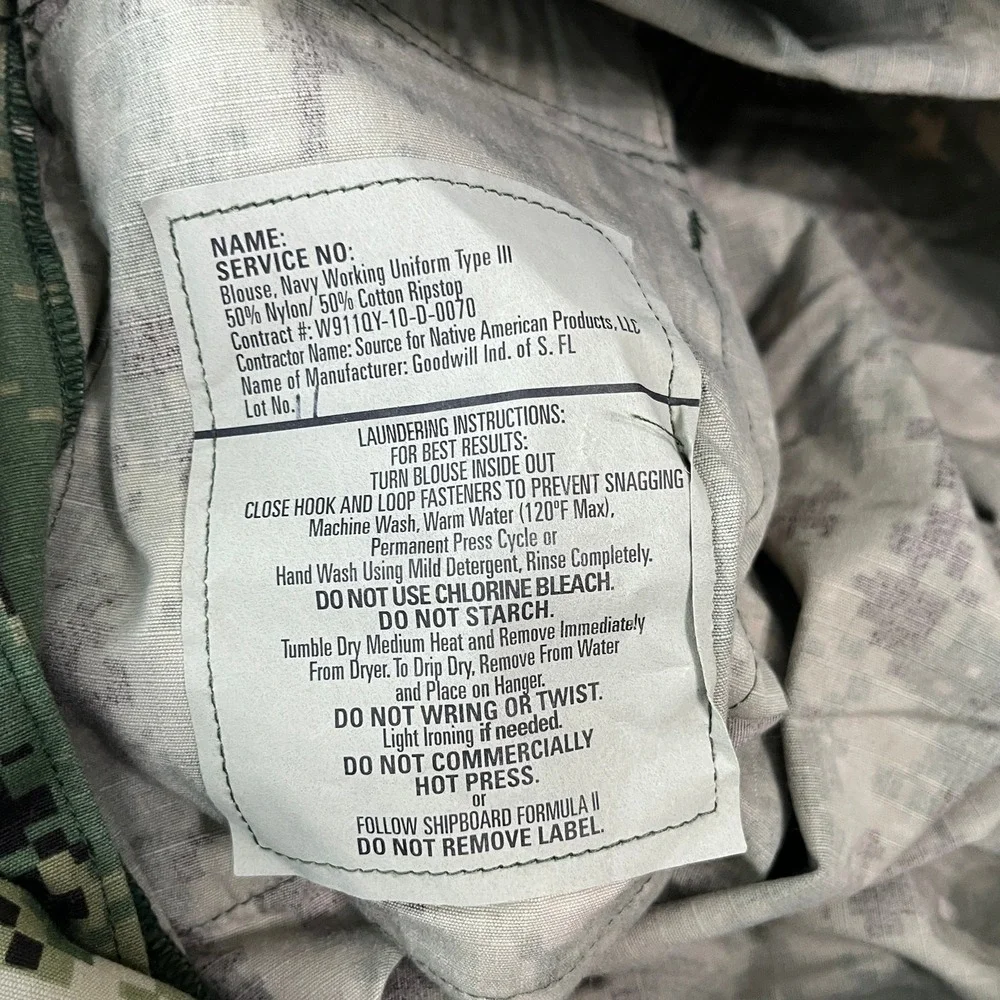 NAME:
SERVICE NO:
Blouse, Navy Working Uniform Type III
50% Nylon/ 50% Cotton Ripstop
Contract #: W911QY-10-D-0070
Contractor Name: Source for Native American Products, LLC
Name of Manufacturer: Goodwill Ind. of S. FL
Lot No.
LAUNDERING INSTRUCTIONS:
FOR BEST RESULTS:
TURN BLOUSE INSIDE OUT
CLOSE HOOK AND LOOP FASTENERS TO PREVENT SNAGGING
Machine Wash, Warm Water (120°F Max),
Permanent Press Cycle or
Hand Wash Using Mild Detergent, Rinse Completely.
DO NOT USE CHLORINE BLEACH.
DO NOT STARCH.
Tumble Dry Medium Heat and Remove Immediately
From Dryer. To Drip Dry, Remove From Water
and Place on Hanger.
DO NOT WRING OR TWIST.
Light Ironing if needed.
DO NOT COMMERCIALLY
HOT PRESS.
or
FOLLOW SHIPBOARD FORMULA II
DO NOT REMOVE LABEL.